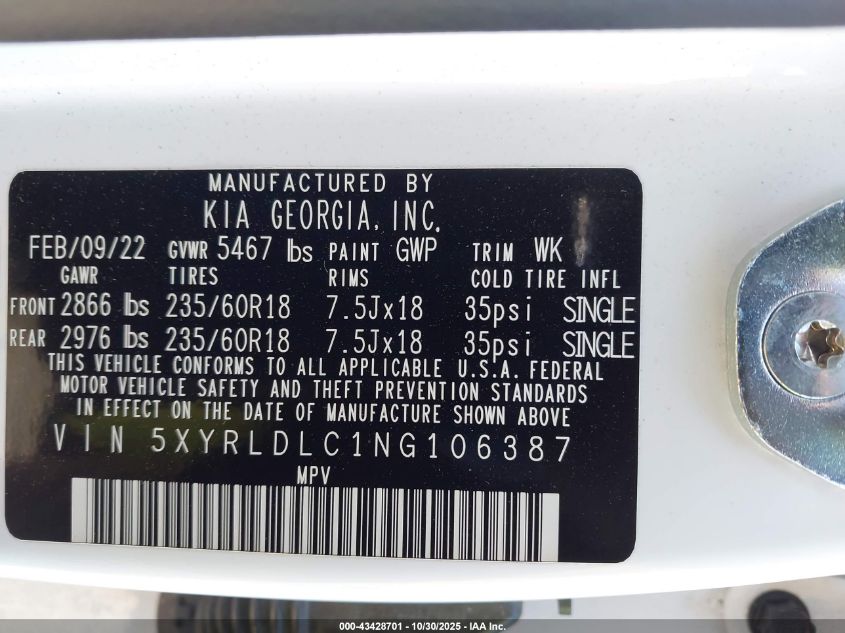 MANUFACTURED BY
KIA GEORGIA, INC.
FEB/09/22 GVWR 5467 lbs PAINT GWP TRIM WK
GAWR TIRES RIMS COLD TIRE INFL
FRONT 2866 lbs 235/60R18 7.5Jx18 35psi SINGLE
REAR 2976 lbs 235/60R18 7.5Jx18 35psi SINGLE
THIS VEHICLE CONFORMS TO ALL APPLICABLE U.S.A. FEDERAL
MOTOR VEHICLE SAFETY AND THEFT PREVENTION STANDARDS
IN EFFECT ON THE DATE OF MANUFACTURE SHOWN ABOVE
VIN 5XYRLDLC1NG106387
MPV
000-43428701 - 10/30/2025 - IAA Inc.